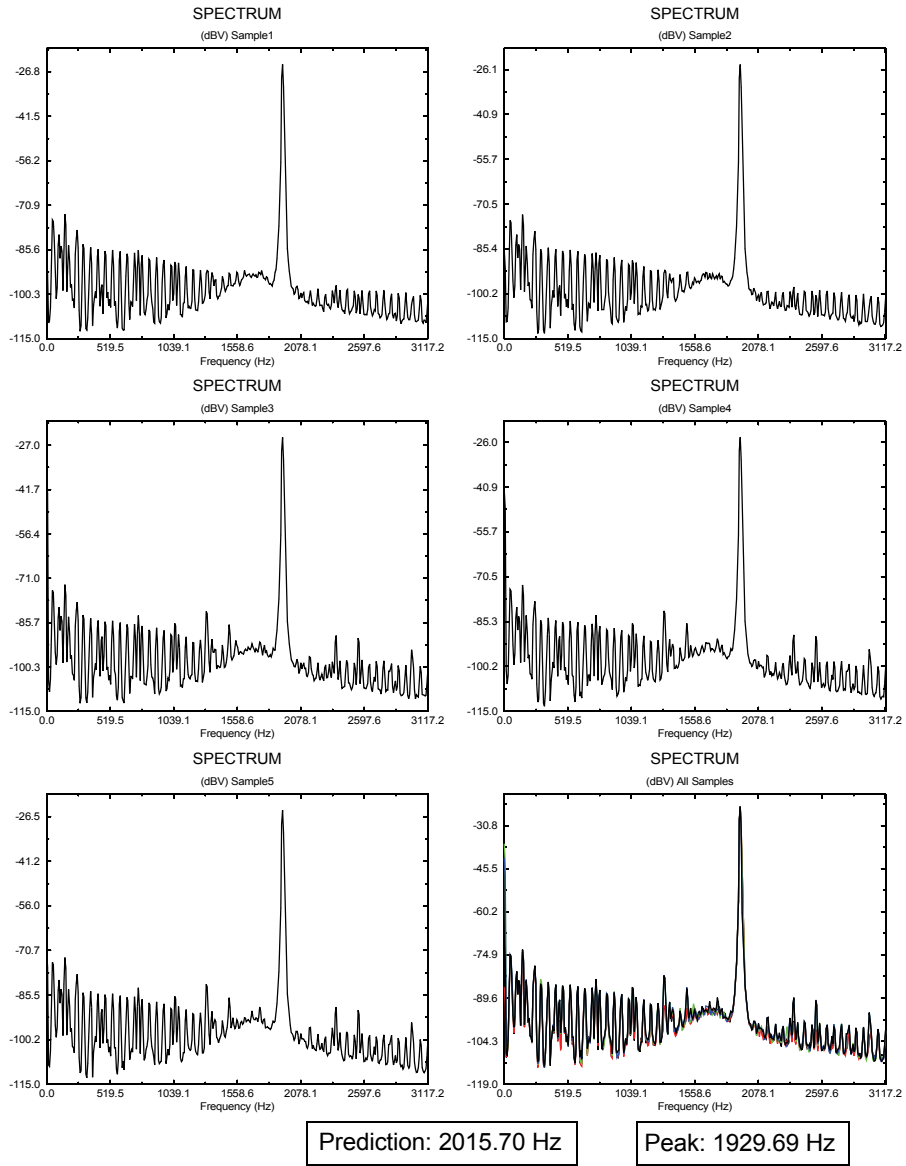 SPECTRUM
(dBV) Sample1
-26.8
-41.5
-56.2
-70.9
-85.6
-100.3
-115.0
0.0 519.5 1039.1 1558.6 2078.1 2597.6 3117.2
Frequency (Hz)
SPECTRUM
(dBV) Sample2
-26.1
-40.9
-55.7
-70.5
-85.4
-100.2
-115.0
0.0 519.5 1039.1 1558.6 2078.1 2597.6 3117.2
Frequency (Hz)
SPECTRUM
(dBV) Sample3
-27.0
-41.7
-56.4
-71.0
-85.7
-100.3
-115.0
0.0 519.5 1039.1 1558.6 2078.1 2597.6 3117.2
Frequency (Hz)
SPECTRUM
(dBV) Sample4
-26.0
-40.9
-55.7
-70.5
-85.3
-100.2
-115.0
0.0 519.5 1039.1 1558.6 2078.1 2597.6 3117.2
Frequency (Hz)
SPECTRUM
(dBV) Sample5
-26.5
-41.2
-56.0
-70.7
-85.5
-100.2
-115.0
0.0 519.5 1039.1 1558.6 2078.1 2597.6 3117.2
Frequency (Hz)
SPECTRUM
(dBV) All Samples
-30.8
-45.5
-60.2
-74.9
-89.6
-104.3
-119.0
0.0 519.5 1039.1 1558.6 2078.1 2597.6 3117.2
Frequency (Hz)
Prediction: 2015.70 Hz
Peak: 1929.69 Hz